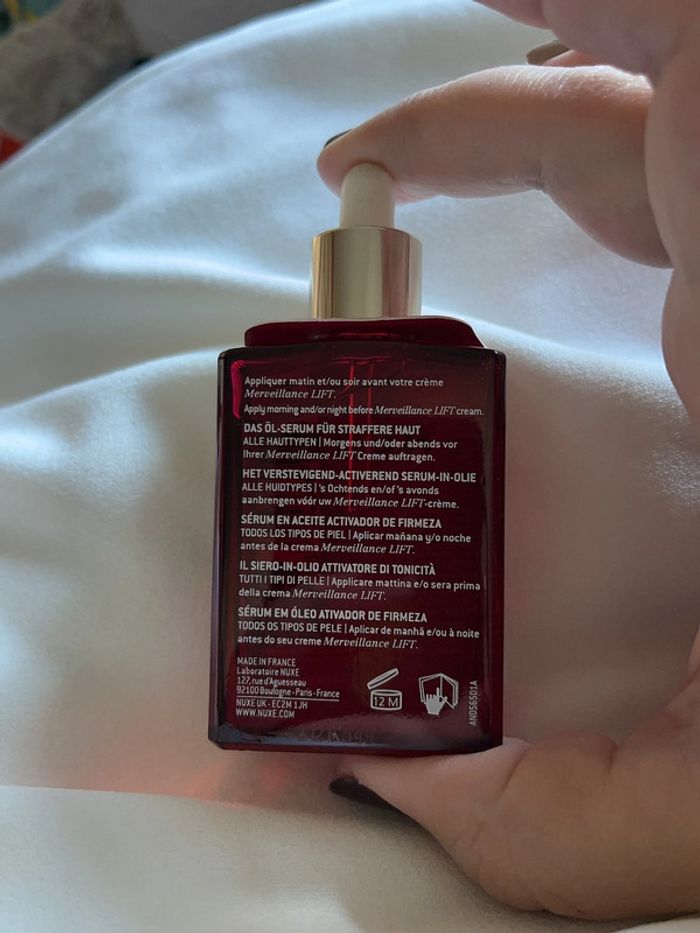 Appliquer matin et/ou soir avant votre crème
Merveillance LIFT.
Apply morning and/or night before Merveillance LIFT cream.
DAS ÖL-SERUM FÜR STRAFFERE HAUT
ALLE HAUTTYPEN | Morgens und/oder abends vor
Ihrer Merveillance LIFT Creme auftragen.
HET VERSTEVIGEND-ACTIVEREND SERUM-IN-OLIE
ALLE HUIDTYPES | 's Ochtends en/of 's avonds
aanbrengen vóór uw Merveillance LIFT-crème.
SÉRUM EN ACEITE ACTIVADOR DE FIRMEZA
TODOS LOS TIPOS DE PIEL | Aplicar mañana y/o noche
antes de la crema Merveillance LIFT.
IL SIERO-IN-OLIO ATTIVATORE DI TONICITÀ
TUTTI I TIPI DI PELLE | Applicare mattina e/o sera prima
della crema Merveillance LIFT.
SÉRUM EM ÓLEO ATIVADOR DE FIRMEZA
TODOS OS TIPOS DE PELE | Aplicar de manhã e/ou à noite
antes do seu creme Merveillance LIFT.
MADE IN FRANCE
Laboratoire NUXE
127, rue d'Aguesseau
92100 Boulogne - Paris - France
NUXE UK - EC2M 1JH
WWW.NUXE.COM
12 M
AN056501A